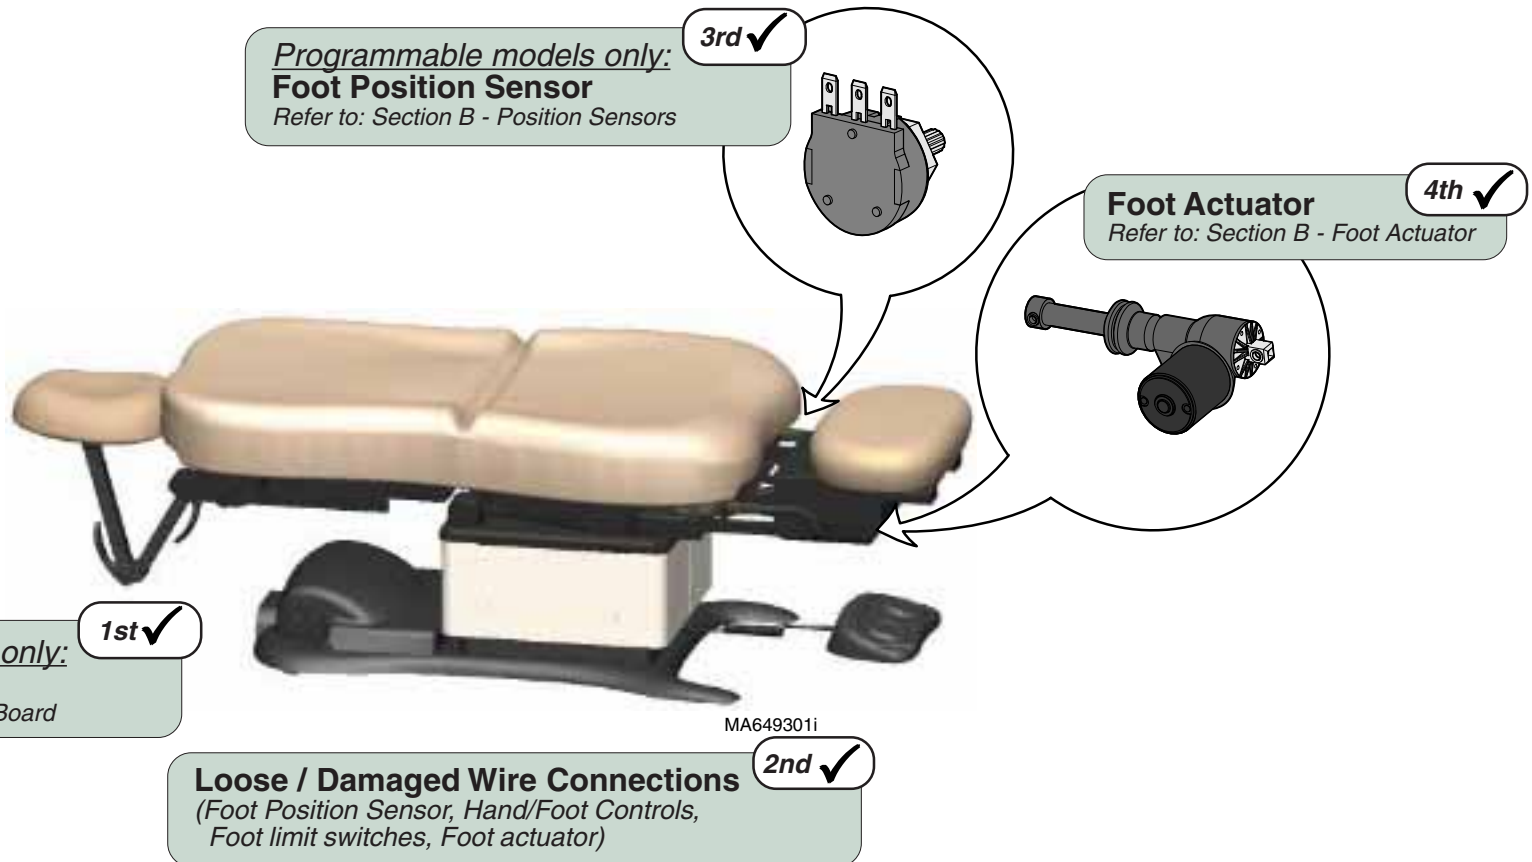 Programmable models only:
3rd ✓
Foot Position Sensor
Refer to: Section B - Position Sensors
Foot Actuator
4th ✓
Refer to: Section B - Foot Actuator
only:
1st ✓
Board
MA649301i
Loose / Damaged Wire Connections
2nd ✓
(Foot Position Sensor, Hand/Foot Controls,
Foot limit switches, Foot actuator)